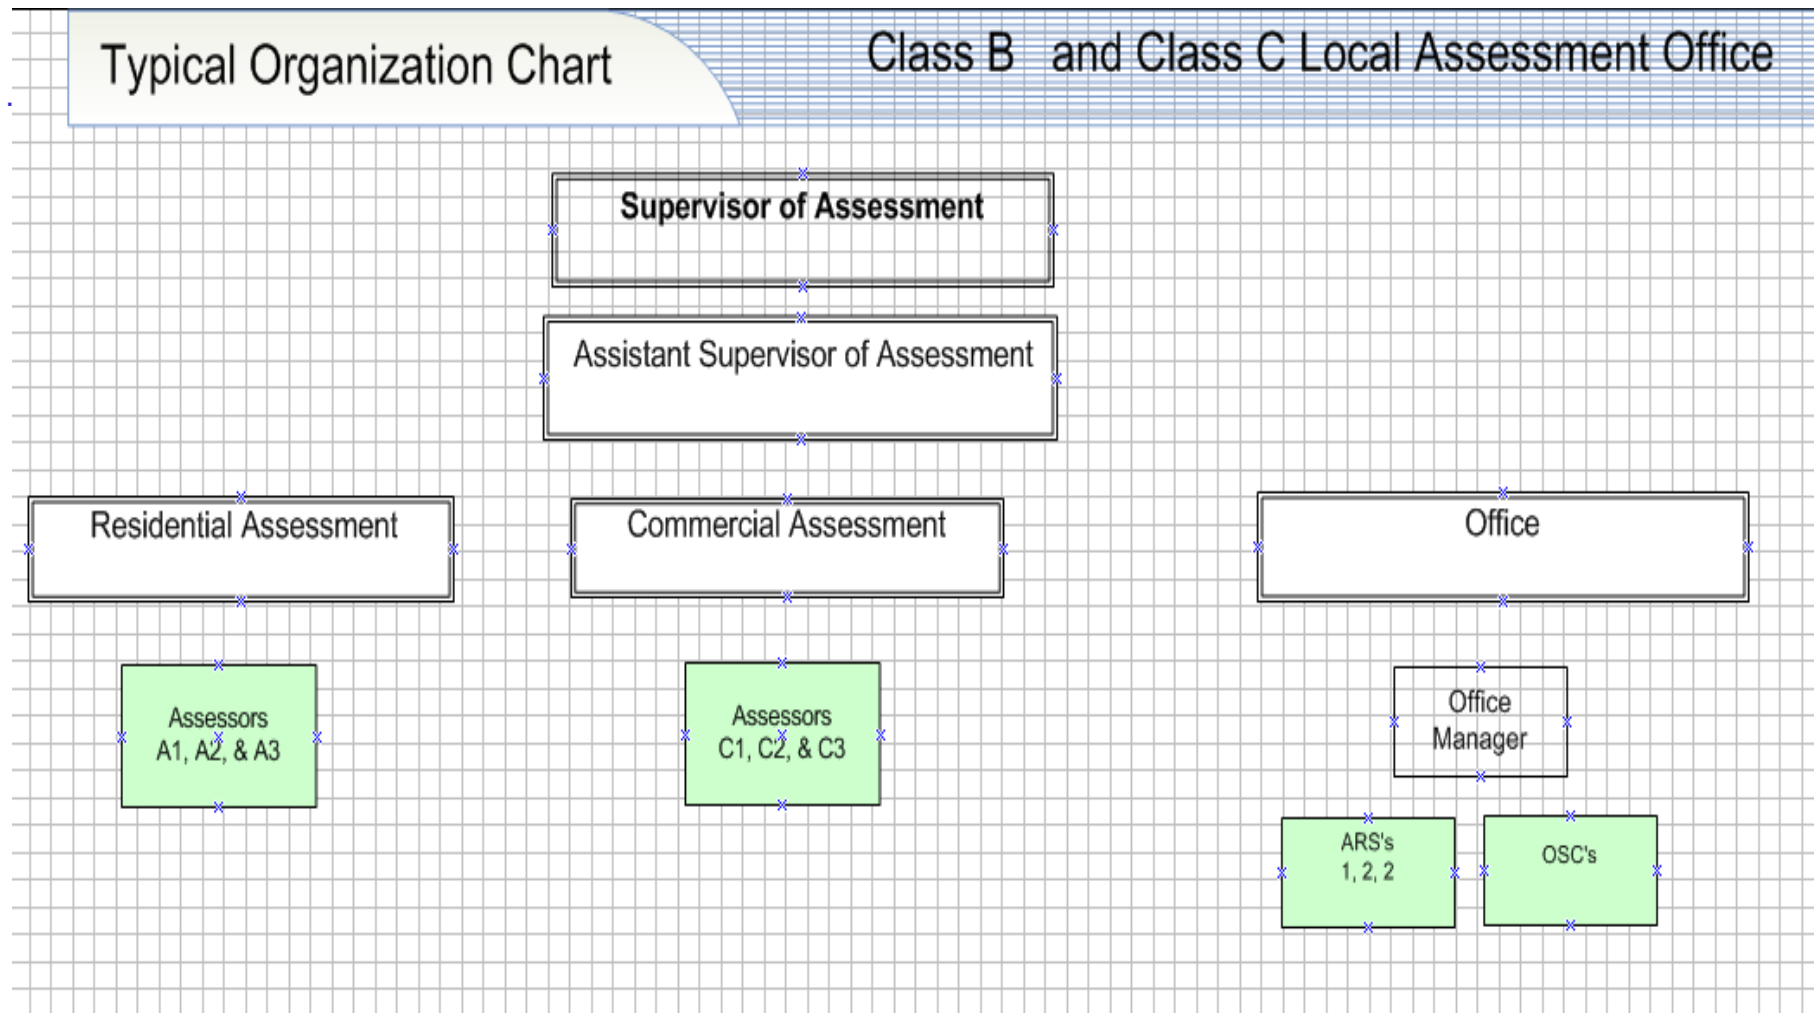 Typical Organization Chart
Class B and Class C Local Assessment Office
Supervisor of Assessment
Assistant Supervisor of Assessment
Residential Assessment
Commercial Assessment
Office
Assessors
A1, A2, & A3
Assessors
C1, C2, & C3
Office
Manager
ARS's
1, 2, 2
OSC's